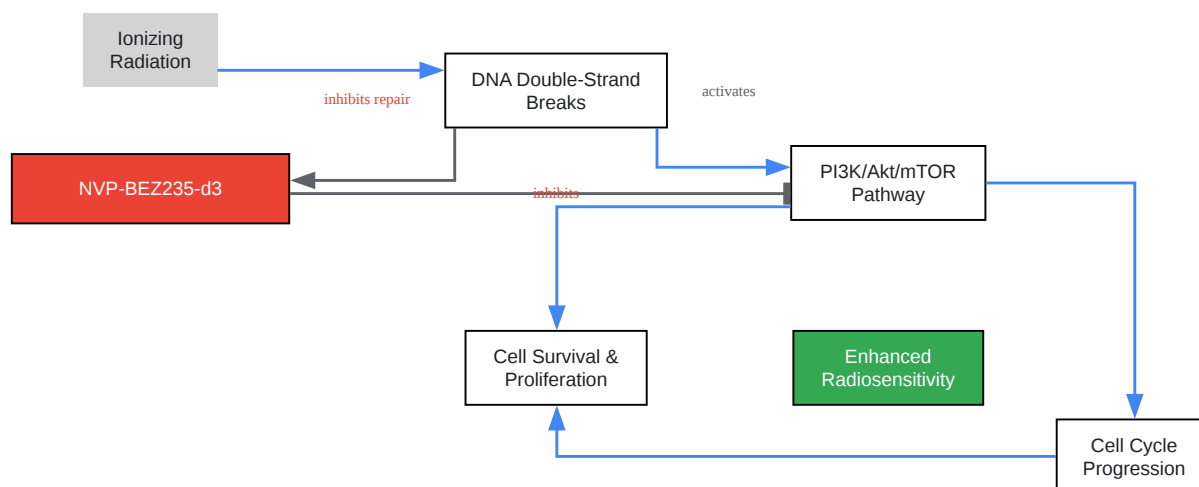 Ionizing
Radiation
DNA Double-Strand
Breaks
inhibits repair
activates
NVP-BEZ235-d3
inhibits
PI3K/Akt/mTOR
Pathway
Cell Survival &
Proliferation
Enhanced
Radiosensitivity
Cell Cycle
Progression